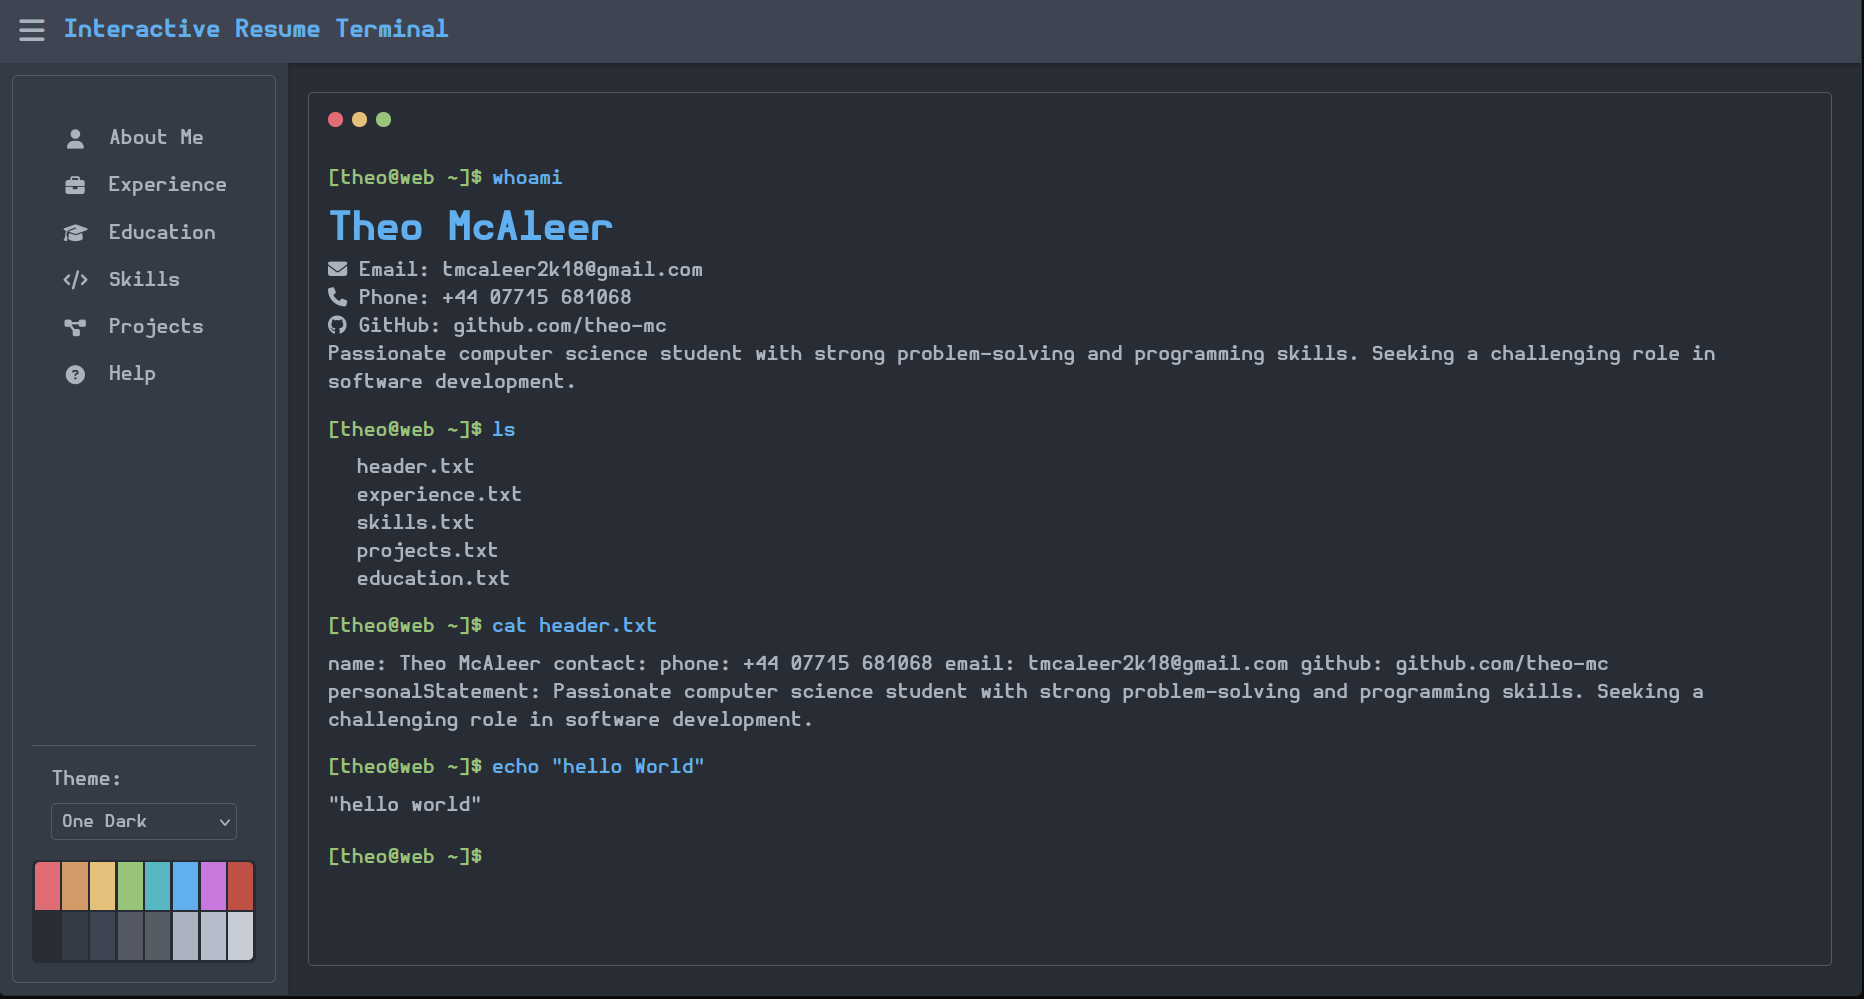 Interactive Resume Terminal
About Me
Experience
Education
Skills
Projects
Help
Theme:
One Dark
[theo@web ~]$ whoami
Theo McAleer
Email: tmcaleer2k18@gmail.com
Phone: +44 07715 681068
GitHub: github.com/theo-mc
Passionate computer science student with strong problem-solving and programming skills. Seeking a challenging role in
software development.
[theo@web ~]$ ls
header.txt
experience.txt
skills.txt
projects.txt
education.txt
[theo@web ~]$ cat header.txt
name: Theo McAleer contact: phone: +44 07715 681068 email: tmcaleer2k18@gmail.com github: github.com/theo-mc
personalStatement: Passionate computer science student with strong problem-solving and programming skills. Seeking a
challenging role in software development.
[theo@web ~]$ echo "hello World"
"hello world"
[theo@web ~]$